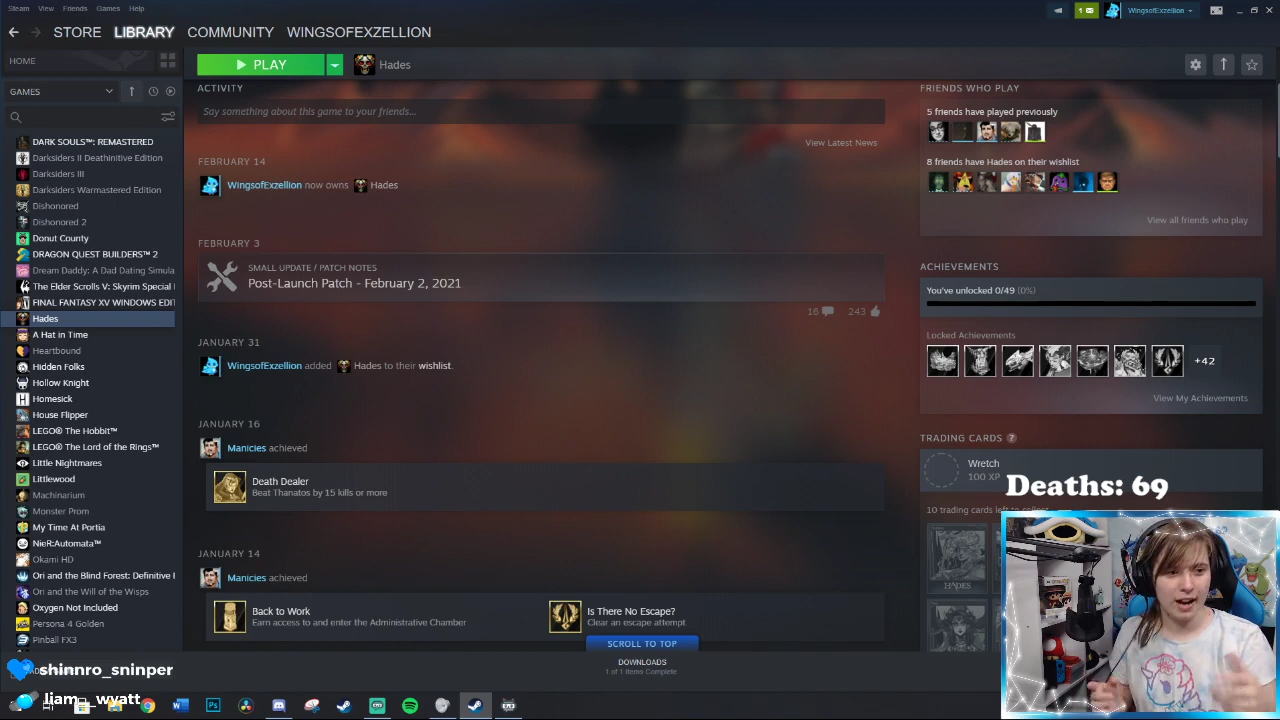 Steam View Friends Games Help
1
WingsofExzellion
STORE LIBRARY COMMUNITY WINGSOFEXZELLION
HOME
PLAY
Hades
GAMES
DARK SOULS™: REMASTERED
Darksiders II Deathinitive Edition
Darksiders III
Darksiders Warmastered Edition
Dishonored
Dishonored 2
Donut County
DRAGON QUEST BUILDERS™ 2
Dream Daddy: A Dad Dating Simula
The Elder Scrolls V: Skyrim Special
FINAL FANTASY XV WINDOWS EDIT
Hades
A Hat in Time
Heartbound
Hidden Folks
Hollow Knight
Homesick
House Flipper
LEGO® The Hobbit™
LEGO® The Lord of the Rings™
Little Nightmares
Littlewood
Machinarium
Monster Prom
My Time At Portia
NieR:Automata™
Okami HD
Ori and the Blind Forest: Definitive
Ori and the Will of the Wisps
Oxygen Not Included
Persona 4 Golden
Pinball FX3
ACTIVITY
Say something about this game to your friends...
View Latest News
FEBRUARY 14
WingsofExzellion now owns Hades
FEBRUARY 3
SMALL UPDATE / PATCH NOTES
Post-Launch Patch - February 2, 2021
16 243
JANUARY 31
WingsofExzellion added Hades to their wishlist.
JANUARY 16
Manicies achieved
Death Dealer
Beat Thanatos by 15 kills or more
JANUARY 14
Manicies achieved
Back to Work
Earn access to and enter the Administrative Chamber
Is There No Escape?
Clear an escape attempt
SCROLL TO TOP
DOWNLOADS
1 of 1 Items Complete
FRIENDS WHO PLAY
5 friends have played previously
8 friends have Hades on their wishlist
View all friends who play
ACHIEVEMENTS
You've unlocked 0/49 (0%)
Locked Achievements
+42
View My Achievements
TRADING CARDS ?
Wretch
100 XP
Deaths: 69
10 trading cards left to collect
HADES
shinnro_sninper
liam__wyatt